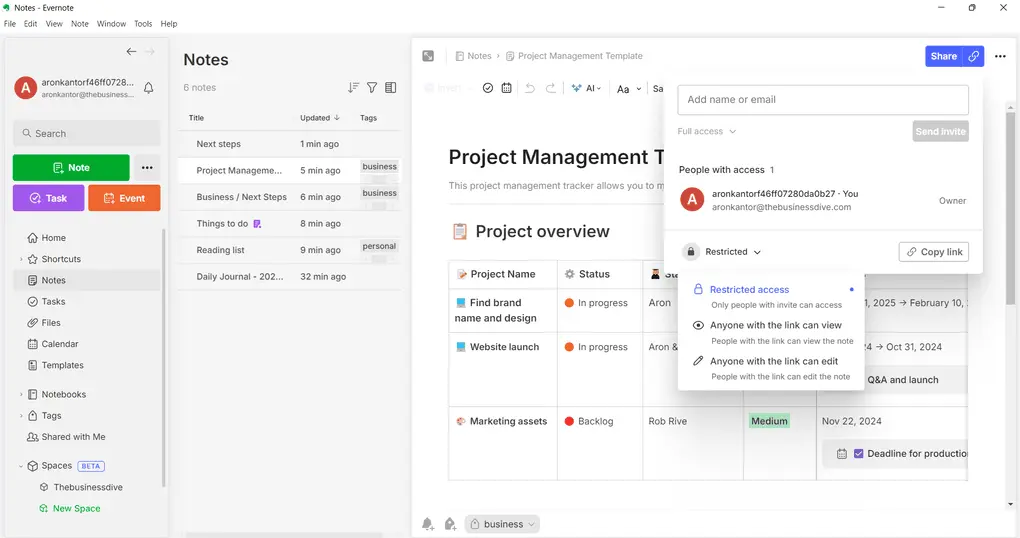 Notes - Evernote
File Edit View Note Window Tools Help
A
aronkantorf46ff0728...
aronkantor@thebusiness...
Search
Note
Task
Event
Home
Shortcuts
Notes
Tasks
Files
Calendar
Templates
Notebooks
Tags
Shared with Me
Spaces BETA
Thebusinessdive
New Space
Notes
6 notes
Title Updated Tags
Next steps 1 min ago
Project Manageme... 5 min ago business
Business / Next Steps 6 min ago business
Things to do 8 min ago
Reading list 9 min ago personal
Daily Journal - 202... 32 min ago
Notes › Project Management Template
Share
AI Aa
Project Management T
This project management tracker allows you to m
Project overview
Project Name Status
Find brand In progress Aron 1, 2025 → February 10,
name and design
Website launch In progress Aron & 24 → Oct 31, 2024
Q&A and launch
Marketing assets Backlog Rob Rive Medium Nov 22, 2024
Deadline for production
business
Add name or email
Full access
Send Invite
People with access 1
A
aronkantorf46ff07280da0b27 · You
aronkantor@thebusinessdive.com
Owner
Restricted
Copy link
Restricted access
Only people with invite can access
Anyone with the link can view
People with the link can view the note
Anyone with the link can edit
People with the link can edit the note